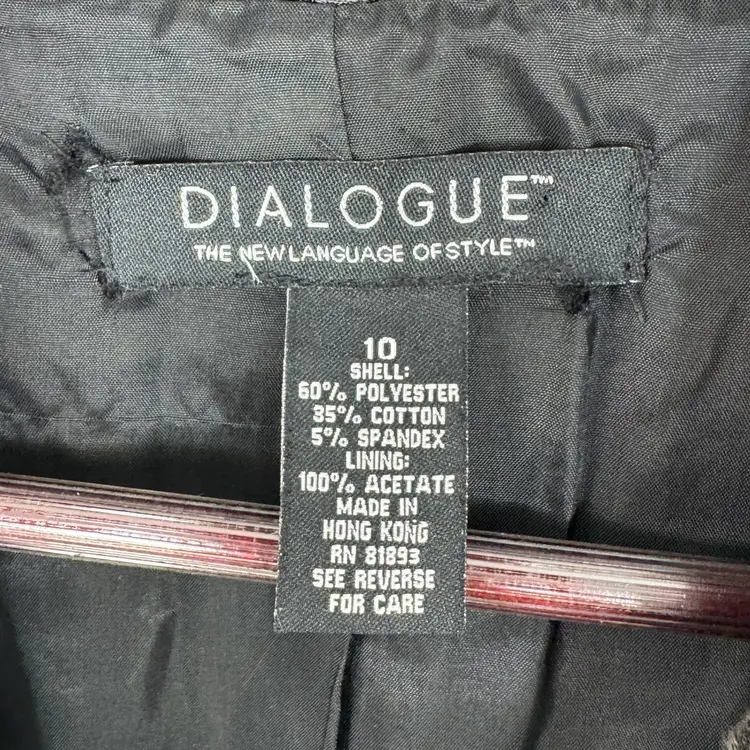 DIALOGUE™
THE NEW LANGUAGE OF STYLE™
10
SHELL:
60% POLYESTER
35% COTTON
5% SPANDEX
LINING:
100% ACETATE
MADE IN
HONG KONG
RN 81893
SEE REVERSE
FOR CARE